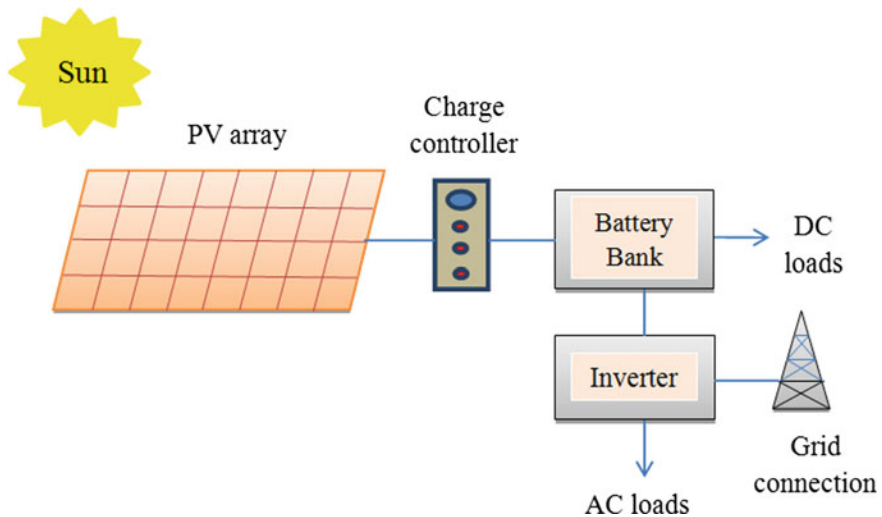 Sun
PV array
Charge
controller
Battery
Bank
DC
loads
Inverter
Grid
connection
AC loads